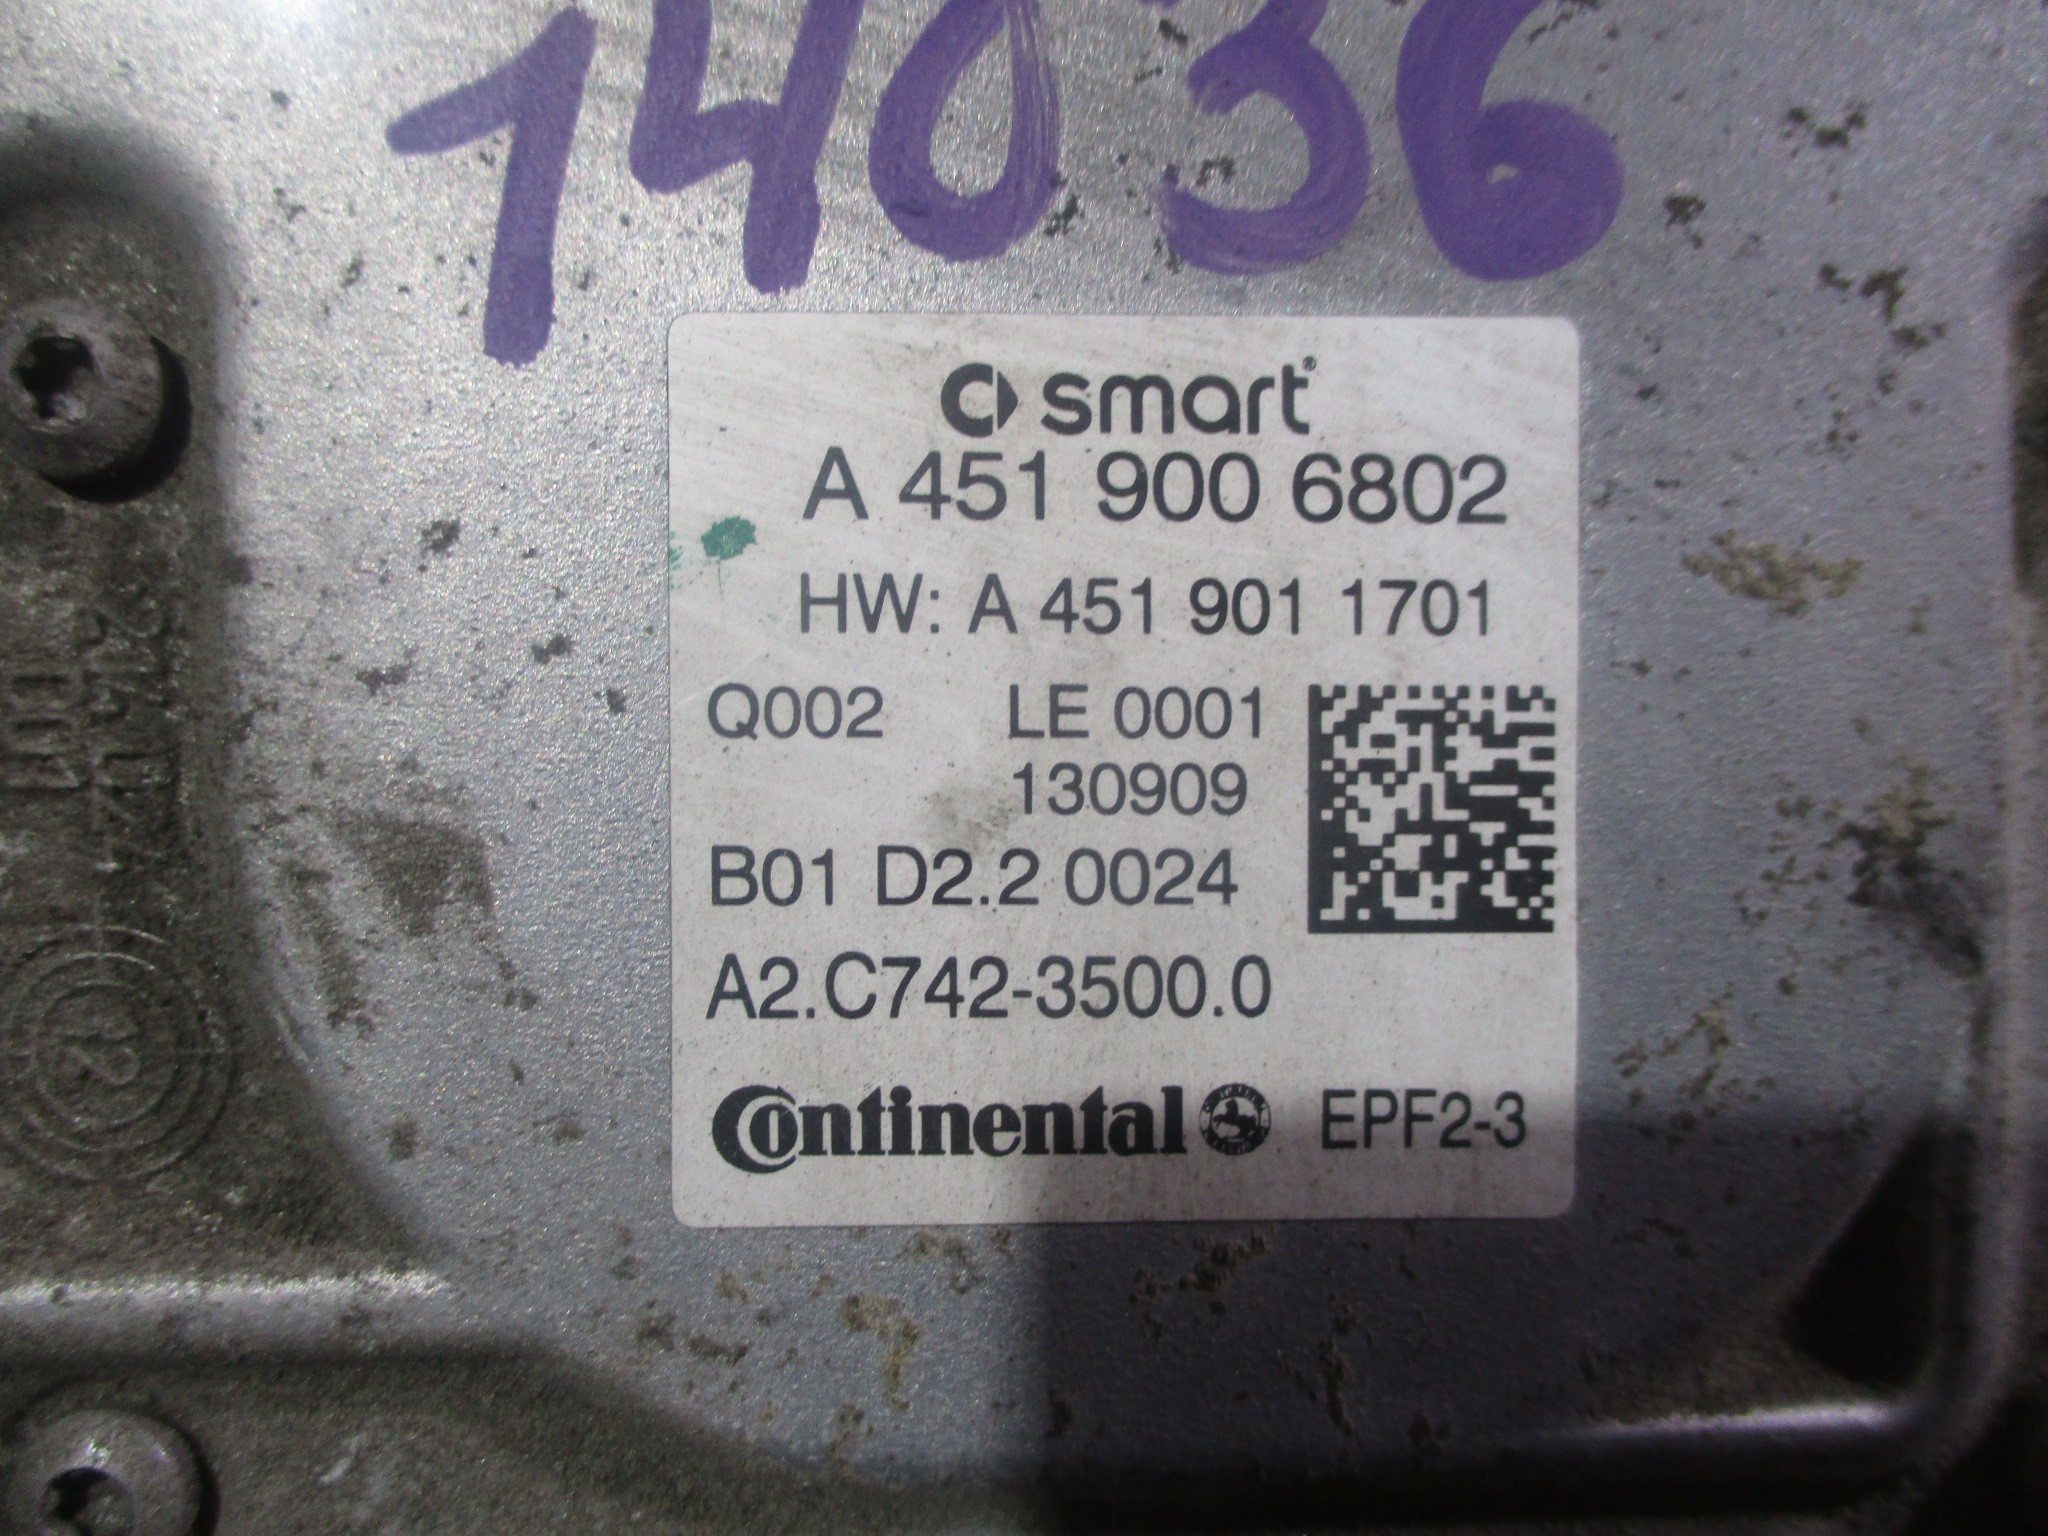 14036
smart®
A 451 900 6802
HW: A 451 901 1701
Q002 LE 0001
130909
B01 D2.2 0024
A2.C742-3500.0
Continental EPF2-3